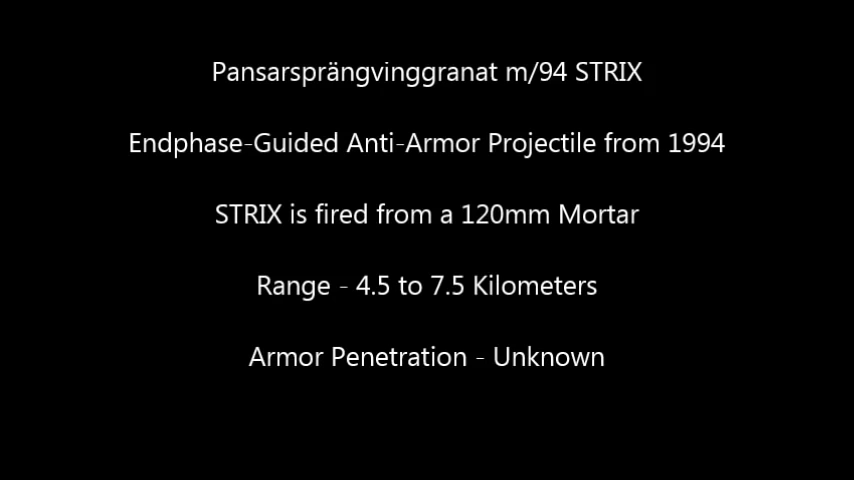 Pansarsprängvinggranat m/94 STRIX
Endphase-Guided Anti-Armor Projectile from 1994
STRIX is fired from a 120mm Mortar
Range - 4.5 to 7.5 Kilometers
Armor Penetration - Unknown